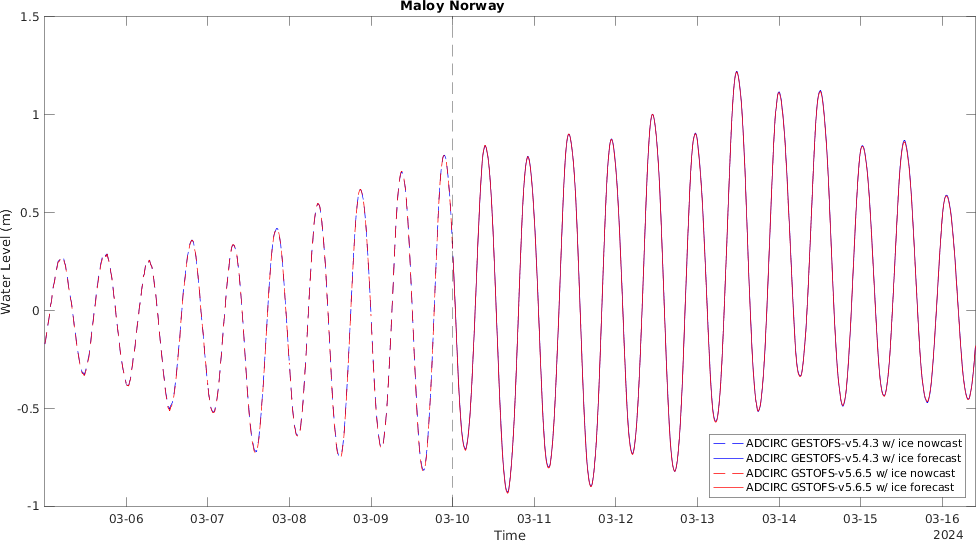 Maloy Norway
1.5
1
0.5
0
-0.5
-1
Water Level (m)
ADCIRC GESTOFS-v5.4.3 w/ ice nowcast
ADCIRC GESTOFS-v5.4.3 w/ ice forecast
ADCIRC GSTOFS-v5.6.5 w/ ice nowcast
ADCIRC GSTOFS-v5.6.5 w/ ice forecast
03-06 03-07 03-08 03-09 03-10 03-11 03-12 03-13 03-14 03-15 03-16
Time 2024